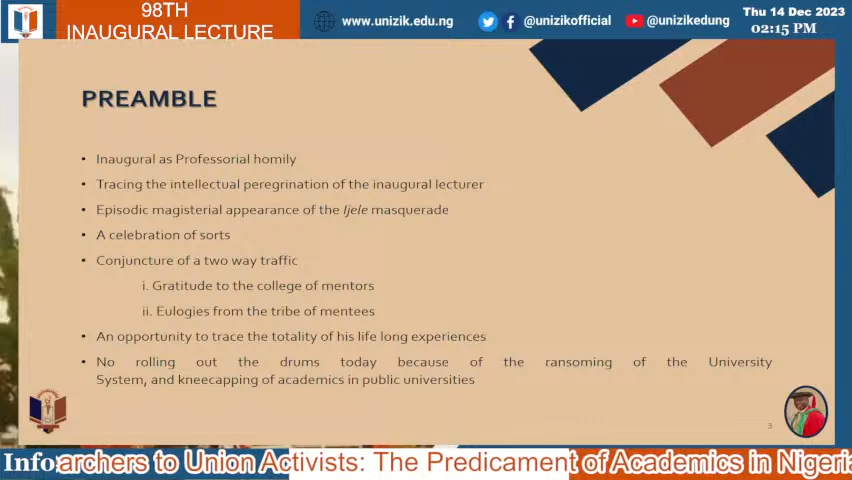 98TH
INAUGURAL LECTURE
www.unizik.edu.ng
@unizikofficial
@unizikedung
Thu 14 Dec 2023
02:15 PM
PREAMBLE
• Inaugural as Professorial homily
• Tracing the intellectual peregrination of the inaugural lecturer
• Episodic magisterial appearance of the Ijele masquerade
• A celebration of sorts
• Conjuncture of a two way traffic
i. Gratitude to the college of mentors
ii. Eulogies from the tribe of mentees
• An opportunity to trace the totality of his life long experiences
• No rolling out the drums today because of the ransoming of the University
System, and kneecapping of academics in public universities
3
Info: archers to Union Activists: The Predicament of Academics in Nigeria